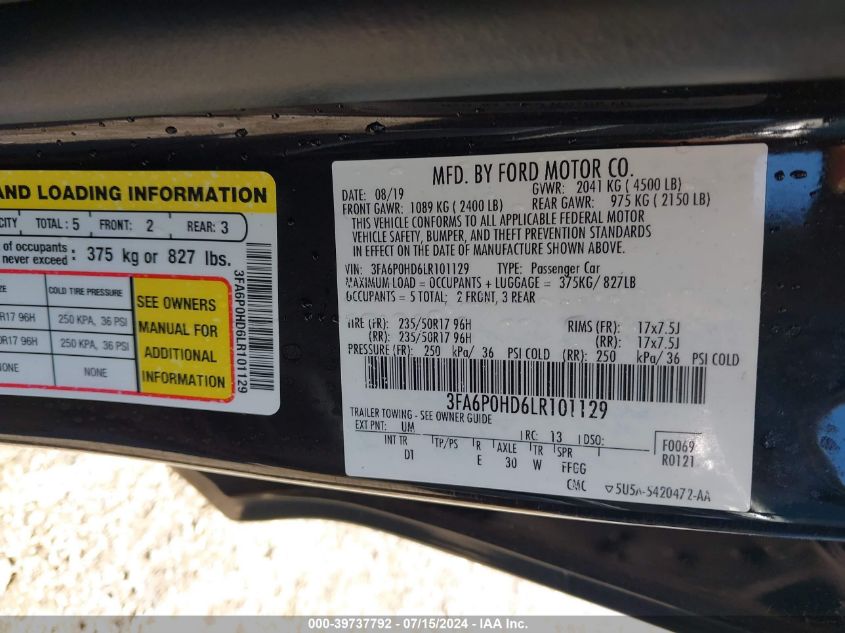 AND LOADING INFORMATION
CITY TOTAL: 5 FRONT: 2 REAR: 3
of occupants
never exceed : 375 kg or 827 lbs.
ZE COLD TIRE PRESSURE
R17 96H 250 KPA, 36 PSI
0R17 96H 250 KPA, 36 PSI
NONE
SEE OWNERS
MANUAL FOR
ADDITIONAL
INFORMATION
3FA6P0HD6LR101129
MFD. BY FORD MOTOR CO.
DATE: 08/19 GVWR: 2041 KG ( 4500 LB)
FRONT GAWR: 1089 KG ( 2400 LB) REAR GAWR: 975 KG ( 2150 LB)
THIS VEHICLE CONFORMS TO ALL APPLICABLE FEDERAL MOTOR
VEHICLE SAFETY, BUMPER, AND THEFT PREVENTION STANDARDS
IN EFFECT ON THE DATE OF MANUFACTURE SHOWN ABOVE.
VIN: 3FA6P0HD6LR101129 TYPE: Passenger Car
MAXIMUM LOAD = OCCUPANTS + LUGGAGE = 375KG/ 827LB
OCCUPANTS = 5 TOTAL; 2 FRONT, 3 REAR
TIRE (FR): 235/50R17 96H RIMS (FR): 17x7.5J
(RR): 235/50R17 96H (RR): 17x7.5J
PRESSURE (FR): 250 kPa/ 36 PSI COLD (RR): 250 kPa/ 36 PSI COLD
3FA6P0HD6LR101129
TRAILER TOWING - SEE OWNER GUIDE
EXT PNT: UM RC: 13 DSO: F0069
INT TR TP/PS R AXLE TR SPR R0121
D1 E 30 W FFGG
CMC ▽5U5A-5420472-AA
000-39737792 - 07/15/2024 - IAA Inc.